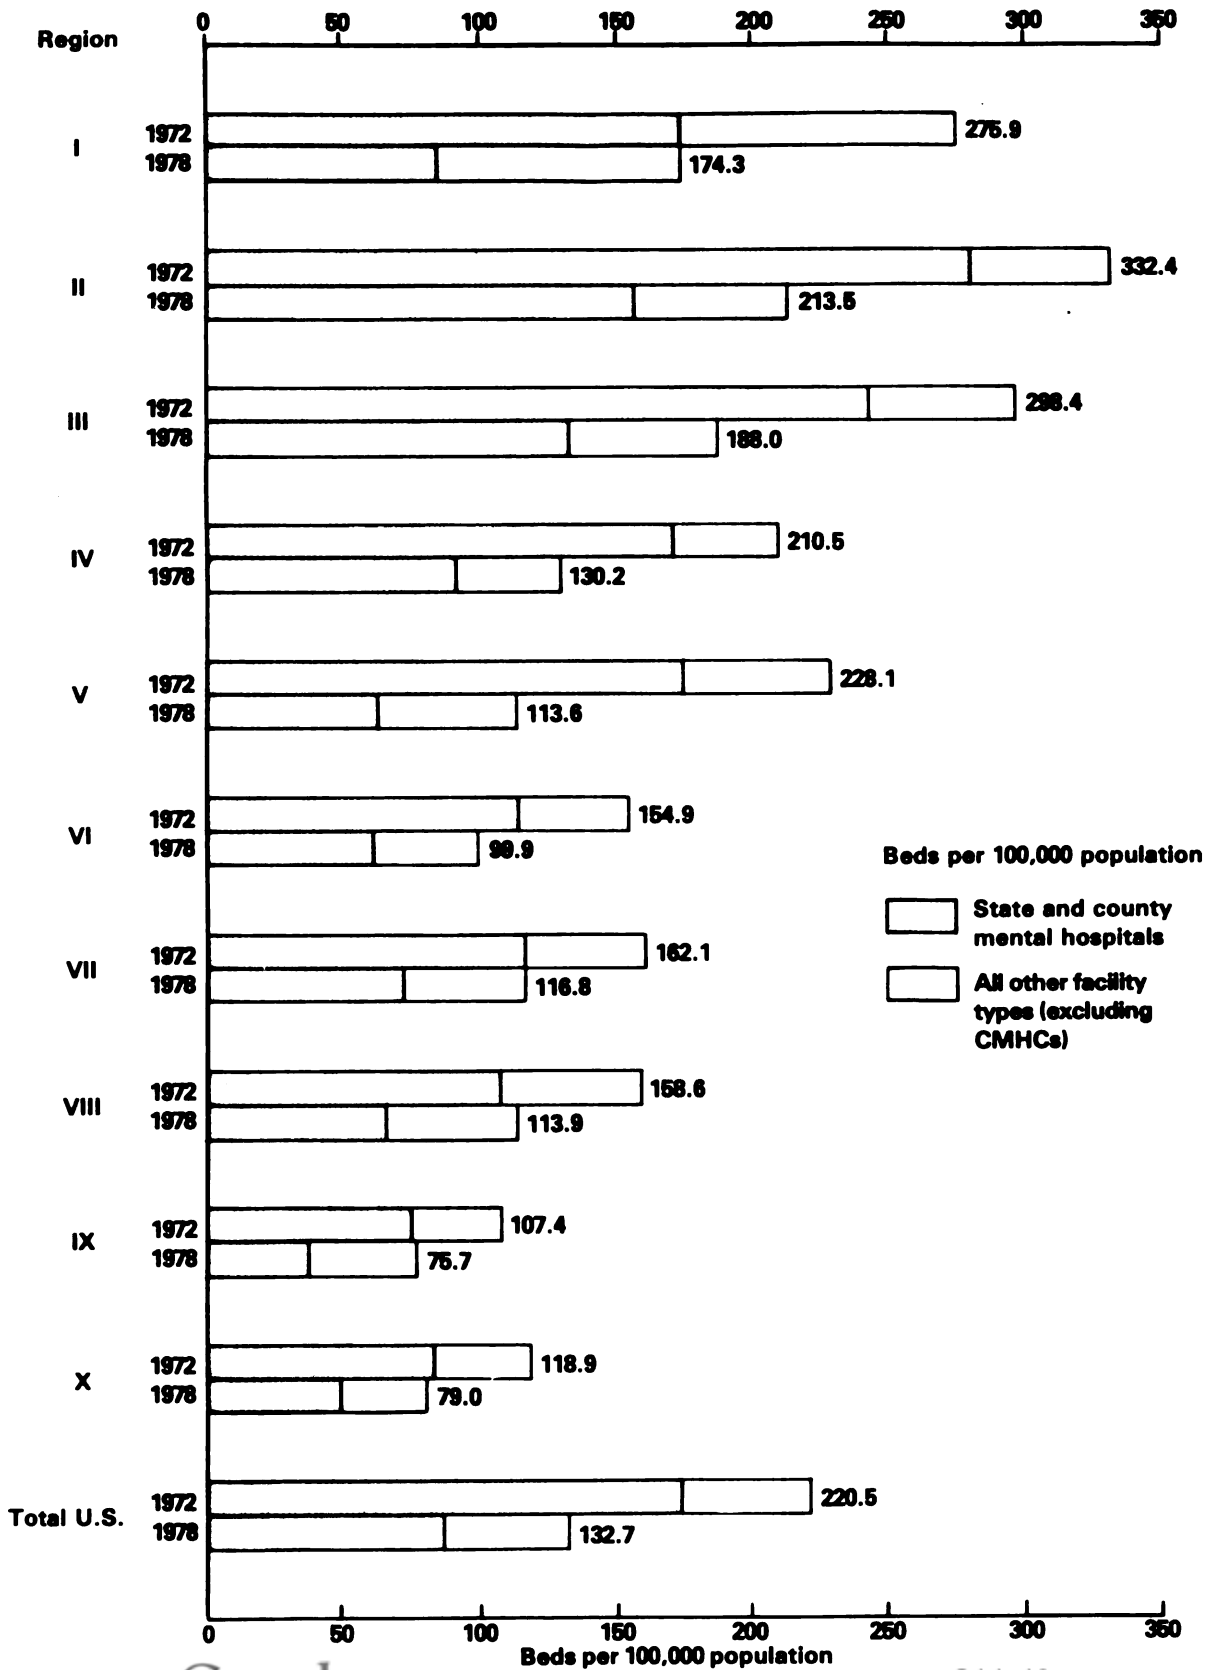 0 50 100 150 200 250 300 350
Region
I
1972 275.9
1978 174.3
II
1972 332.4
1978 213.5
III
1972 298.4
1978 188.0
IV
1972 210.5
1978 130.2
V
1972 228.1
1978 113.6
VI
1972 154.9
1978 99.9
Beds per 100,000 population
State and county
mental hospitals
All other facility
types (excluding
CMHCs)
VII
1972 162.1
1978 116.8
VIII
1972 158.6
1978 113.9
IX
1972 107.4
1978 75.7
X
1972 118.9
1978 79.0
Total U.S.
1972 220.5
1978 132.7
0 50 100 150 200 250 300 350
Beds per 100,000 population